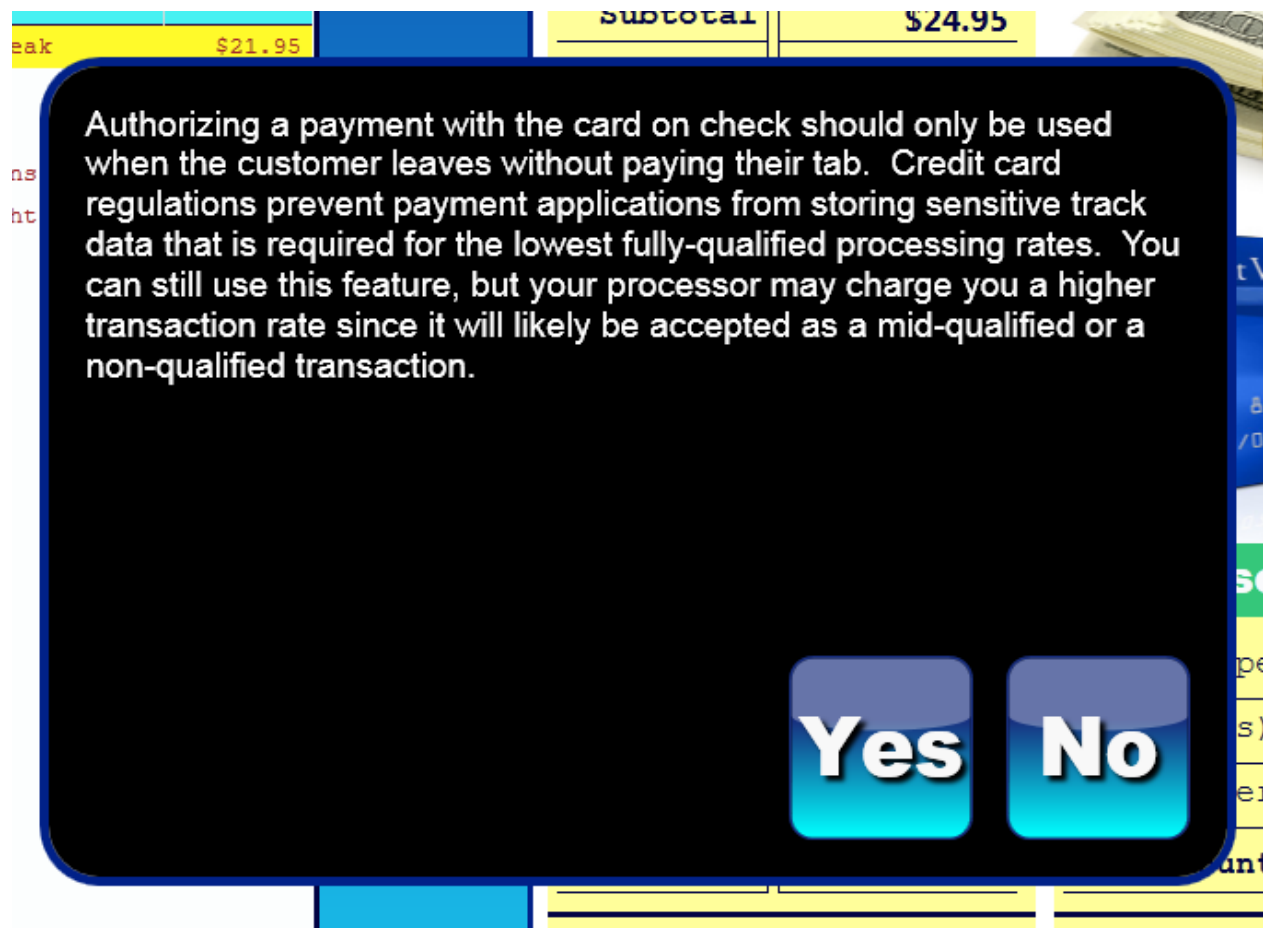 Subtotal $24.95
$21.95
Authorizing a payment with the card on check should only be used
when the customer leaves without paying their tab.  Credit card
regulations prevent payment applications from storing sensitive track
data that is required for the lowest fully-qualified processing rates.  You
can still use this feature, but your processor may charge you a higher
transaction rate since it will likely be accepted as a mid-qualified or a
non-qualified transaction.
Yes No